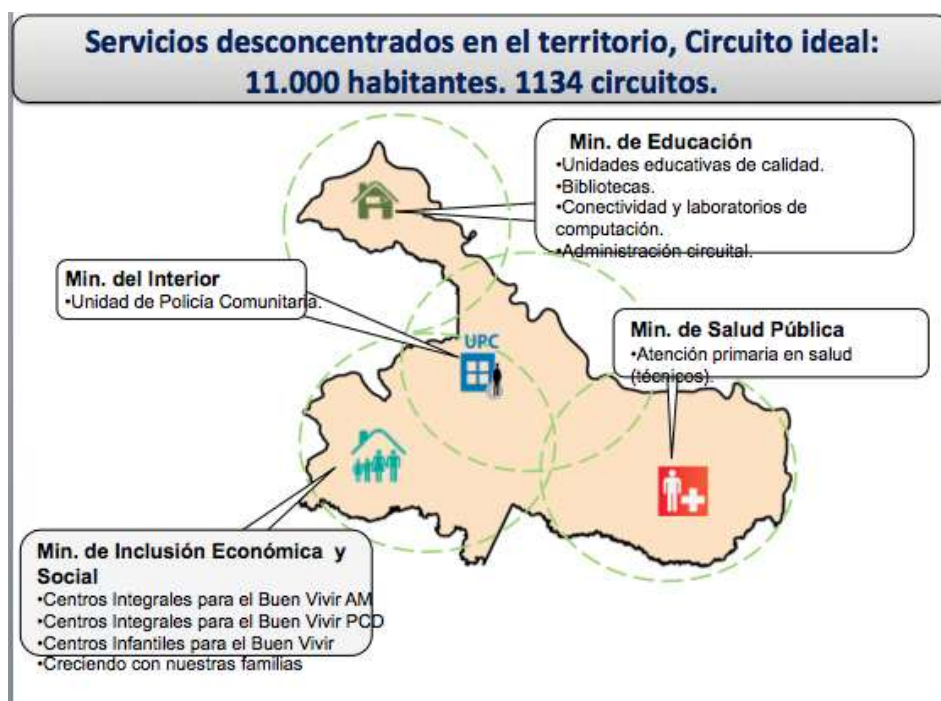 Servicios desconcentrados en el territorio, Circuito ideal:
11.000 habitantes. 1134 circuitos.
Min. de Educación
•Unidades educativas de calidad.
•Bibliotecas.
•Conectividad y laboratorios de
computación.
•Administración circuital.
Min. del Interior
•Unidad de Policía Comunitaria.
UPC
Min. de Salud Pública
•Atención primaria en salud
(técnicos).
Min. de Inclusión Económica y
Social
•Centros Integrales para el Buen Vivir AM
•Centros Integrales para el Buen Vivir PCD
•Centros Infantiles para el Buen Vivir
•Creciendo con nuestras familias